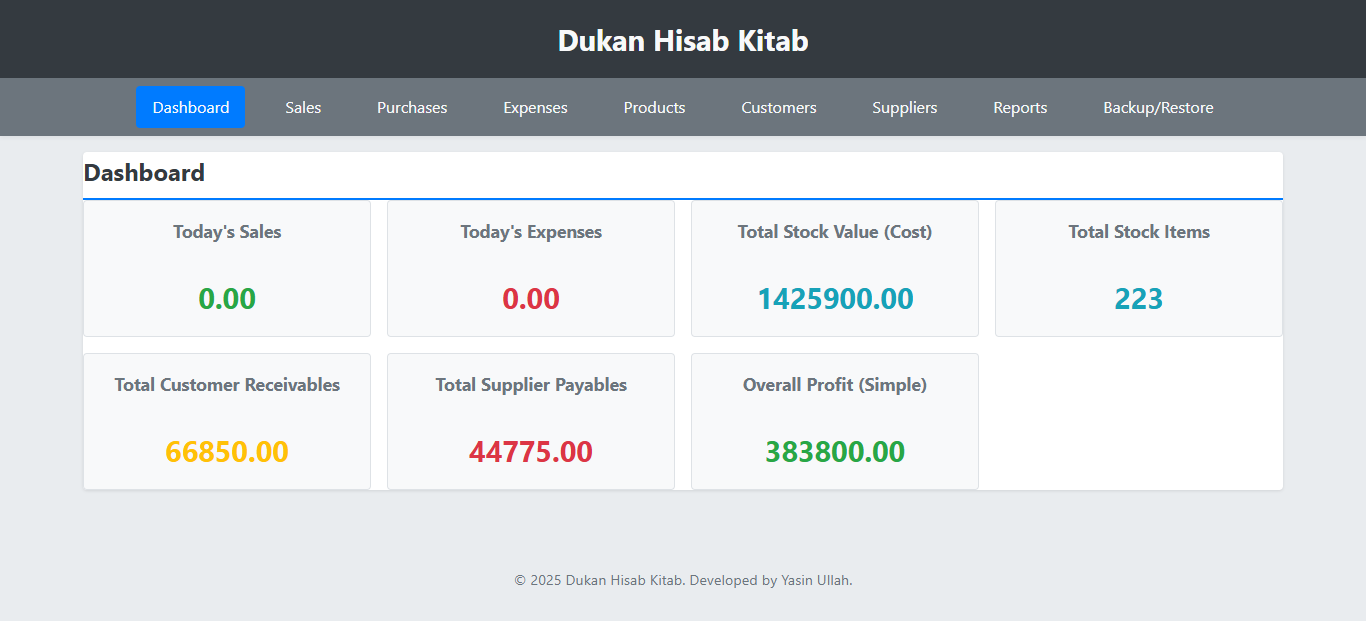 Dukan Hisab Kitab
Dashboard Sales Purchases Expenses Products Customers Suppliers Reports Backup/Restore
Dashboard
Today's Sales Today's Expenses Total Stock Value (Cost) Total Stock Items
0.00 0.00 1425900.00 223
Total Customer Receivables Total Supplier Payables Overall Profit (Simple)
66850.00 44775.00 383800.00
© 2025 Dukan Hisab Kitab. Developed by Yasin Ullah.